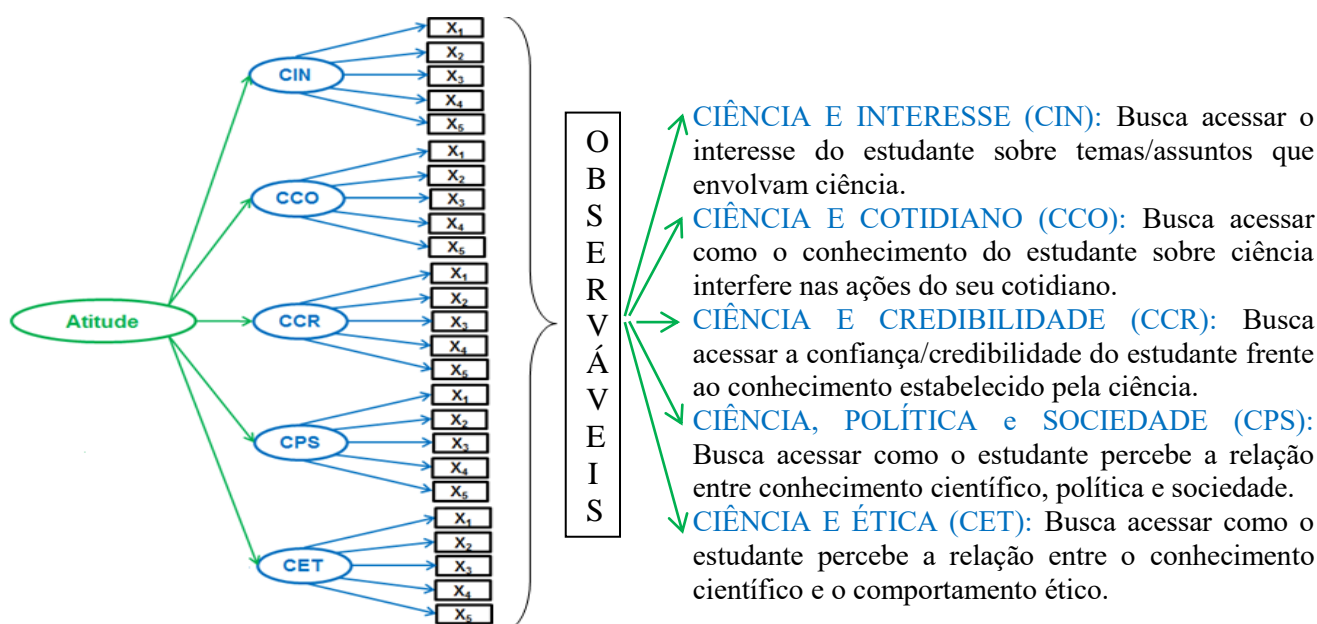 Atitude
CIN
X1
X2
X3
X4
X5
CCO
X1
X2
X3
X4
X5
CCR
X1
X2
X3
X4
X5
CPS
X1
X2
X3
X4
X5
CET
X1
X2
X3
X4
X5
O
B
S
E
R
V
Á
V
E
I
S
CIÊNCIA E INTERESSE (CIN): Busca acessar o
interesse do estudante sobre temas/assuntos que
envolvam ciência.
CIÊNCIA E COTIDIANO (CCO): Busca acessar
como o conhecimento do estudante sobre ciência
interfere nas ações do seu cotidiano.
CIÊNCIA E CREDIBILIDADE (CCR): Busca
acessar a confiança/credibilidade do estudante frente
ao conhecimento estabelecido pela ciência.
CIÊNCIA, POLÍTICA e SOCIEDADE (CPS):
Busca acessar como o estudante percebe a relação
entre conhecimento científico, política e sociedade.
CIÊNCIA E ÉTICA (CET): Busca acessar como o
estudante percebe a relação entre o conhecimento
científico e o comportamento ético.